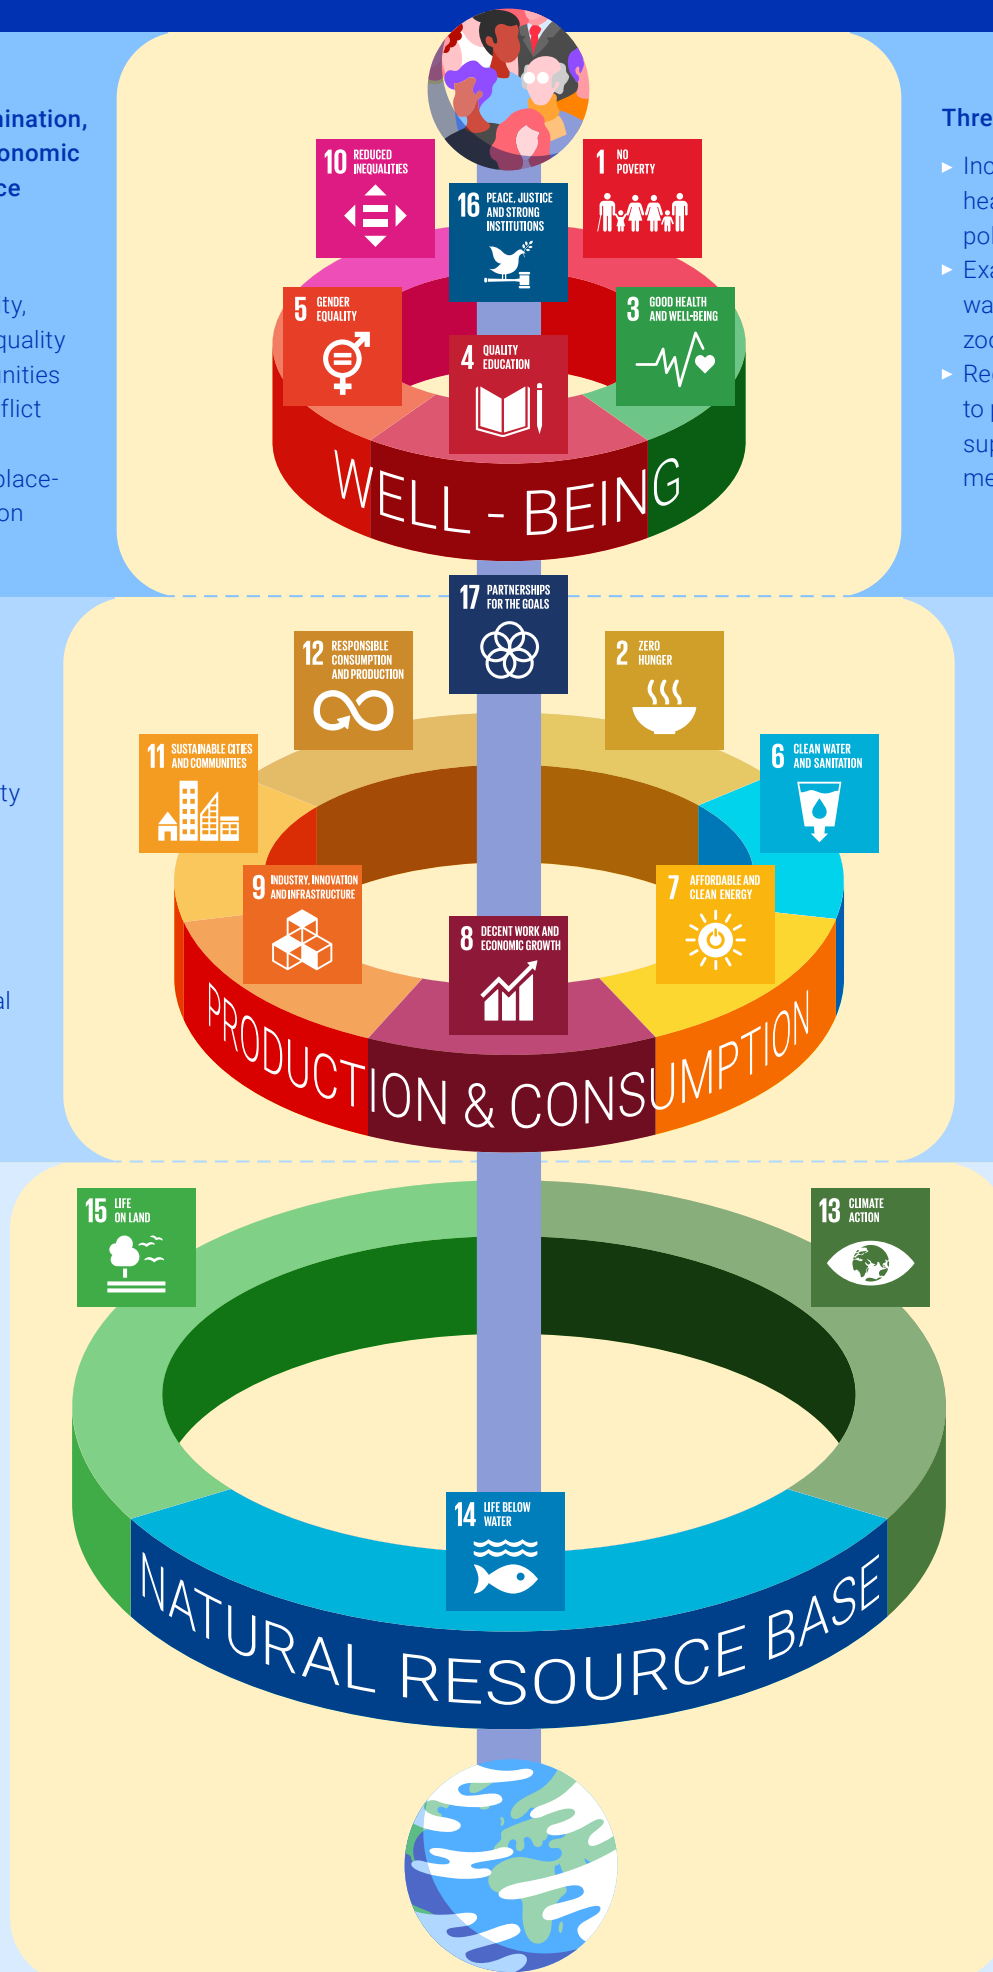 nination,
onomic
ce
ty,
quality
nities
flict
place-
on
ty
al
10 REDUCED
INEQUALITIES
16 PEACE, JUSTICE
AND STRONG
INSTITUTIONS
1 NO
POVERTY
5 GENDER
EQUALITY
4 QUALITY
EDUCATION
3 GOOD HEALTH
AND WELL-BEING
WELL - BEING
17 PARTNERSHIPS
FOR THE GOALS
12 RESPONSIBLE
CONSUMPTION
AND PRODUCTION
2 ZERO
HUNGER
11 SUSTAINABLE CITIES
AND COMMUNITIES
6 CLEAN WATER
AND SANITATION
9 INDUSTRY, INNOVATION
AND INFRASTRUCTURE
8 DECENT WORK AND
ECONOMIC GROWTH
7 AFFORDABLE AND
CLEAN ENERGY
PRODUCTION & CONSUMPTION
15 LIFE
ON LAND
13 CLIMATE
ACTION
14 LIFE BELOW
WATER
NATURAL RESOURCE BASE
Thre
Inc
hea
pol
Exa
wa
zoo
Re
to p
sup
me